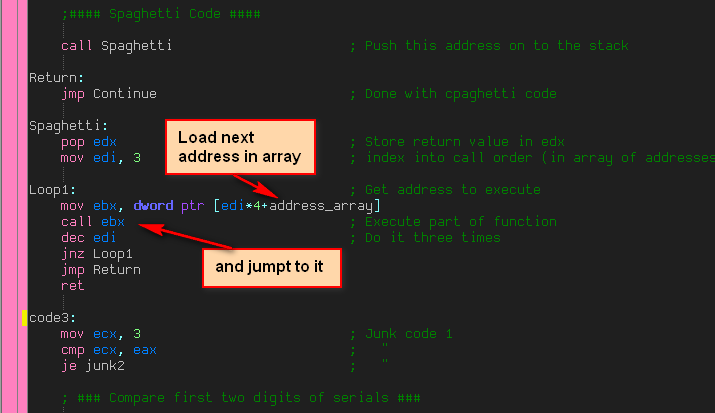 ;#### Spaghetti Code ####
call Spaghetti ; Push this address on to the stack
Return:
jmp Continue ; Done with cpaghetti code
Spaghetti:
pop edx ; Store return value in edx
mov edi, 3 ; index into call order (in array of addresses
Load next
address in array
Loop1: ; Get address to execute
mov ebx, dword ptr [edi*4+address_array]
call ebx ; Execute part of function
dec edi ; Do it three times
jnz Loop1
and jumpt to it
jmp Return
ret
code3:
mov ecx, 3 ; Junk code 1
cmp ecx, eax ; "
je junk2 ; "
; ### Compare first two digits of serials ###